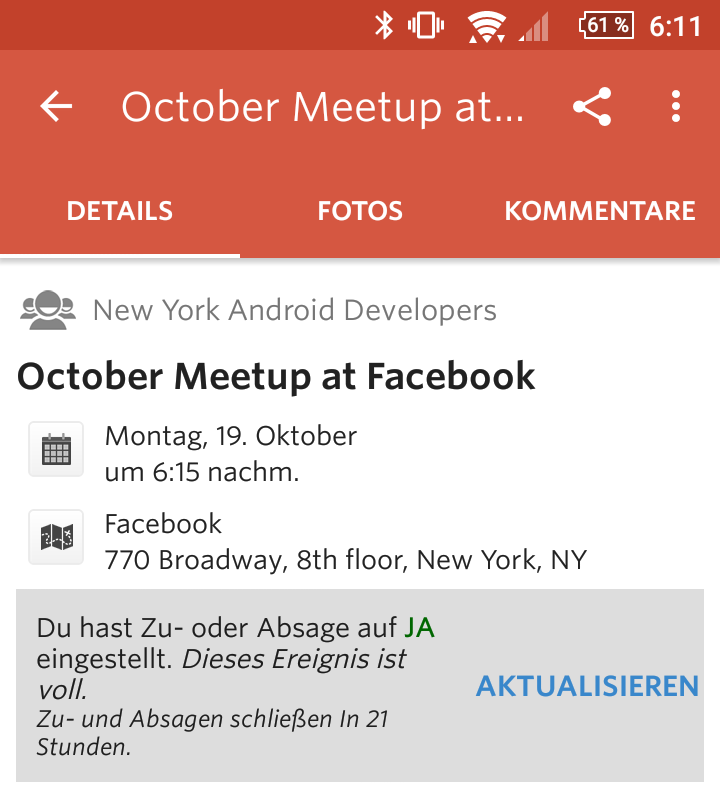 61 % 6:11
October Meetup at...
DETAILS FOTOS KOMMENTARE
New York Android Developers
October Meetup at Facebook
Montag, 19. Oktober
um 6:15 nachm.
Facebook
770 Broadway, 8th floor, New York, NY
Du hast Zu- oder Absage auf JA
eingestellt. Dieses Ereignis ist
voll.
Zu- und Absagen schließen In 21
Stunden.
AKTUALISIEREN